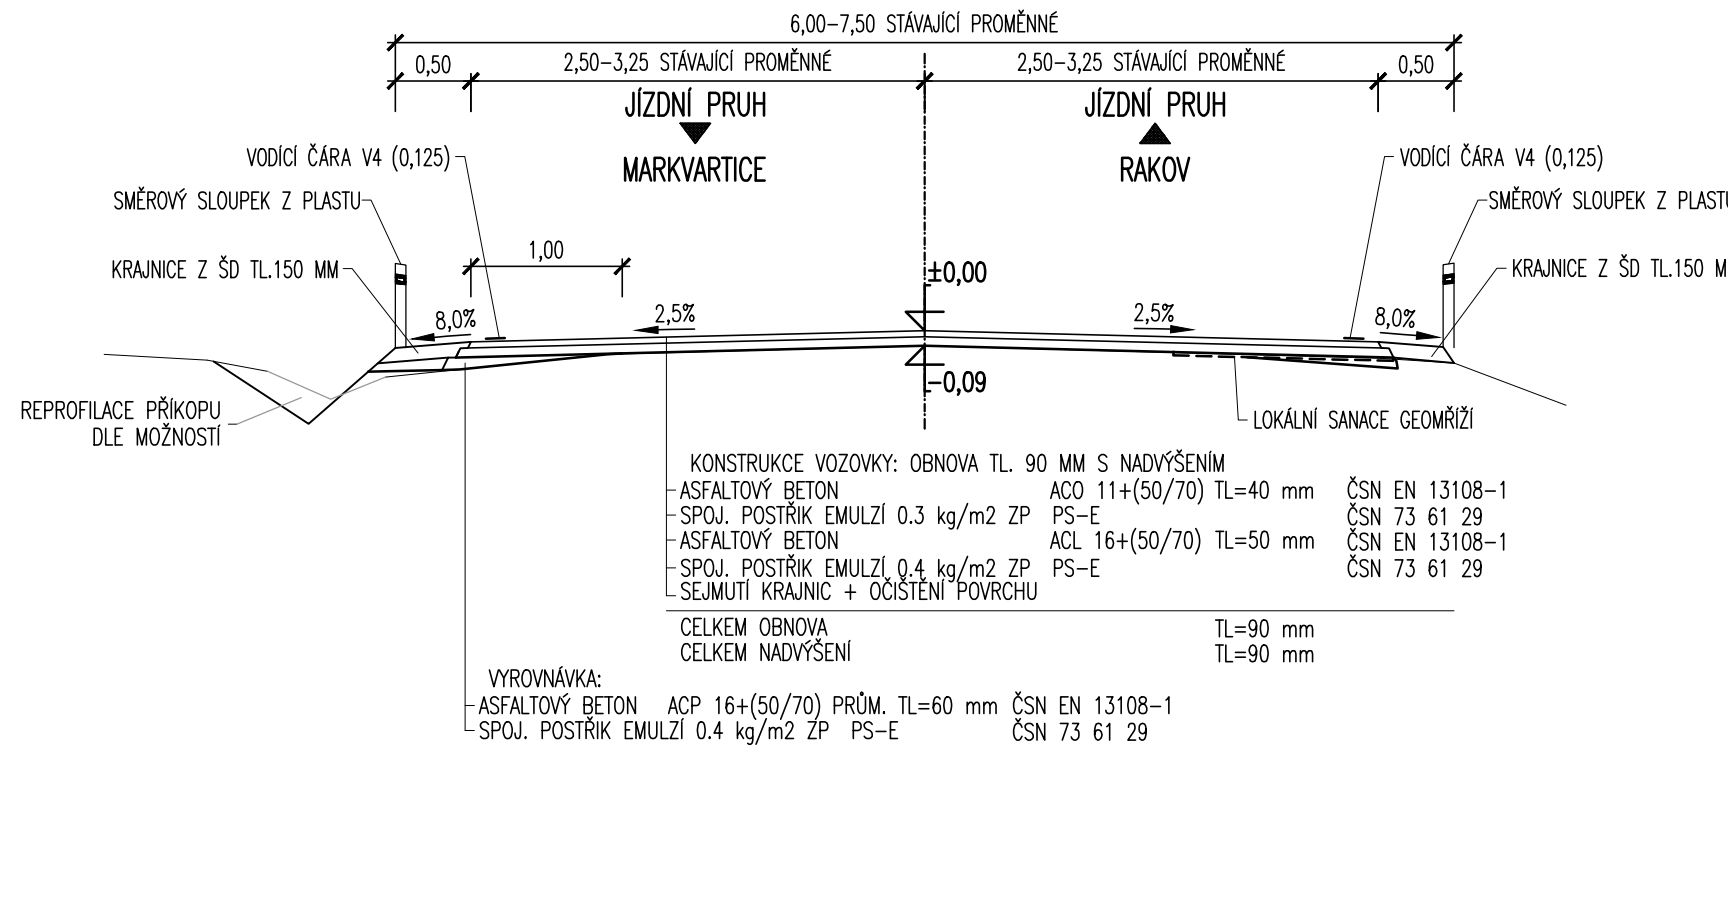 6,00-7,50 STÁVAJÍCÍ PROMĚNNÉ
0,50 2,50-3,25 STÁVAJÍCÍ PROMĚNNÉ 2,50-3,25 STÁVAJÍCÍ PROMĚNNÉ 0,50
JÍZDNÍ PRUH JÍZDNÍ PRUH
MARKVARTICE RAKOV
VODÍCÍ ČÁRA V4 (0,125) VODÍCÍ ČÁRA V4 (0,125)
SMĚROVÝ SLOUPEK Z PLASTU SMĚROVÝ SLOUPEK Z PLASTU
1,00
KRAJNICE Z ŠD TL.150 MM ±0,00 KRAJNICE Z ŠD TL.150 M
8,0% 2,5% 2,5% 8,0%
-0,09
REPROFILACE PŘÍKOPU
DLE MOŽNOSTÍ
LOKÁLNÍ SANACE GEOMŘÍŽÍ
KONSTRUKCE VOZOVKY: OBNOVA TL. 90 MM S NADVÝŠENÍM
ASFALTOVÝ BETON ACO 11+(50/70) TL=40 mm ČSN EN 13108-1
SPOJ. POSTŘIK EMULZÍ 0.3 kg/m2 ZP PS-E ČSN 73 61 29
ASFALTOVÝ BETON ACL 16+(50/70) TL=50 mm ČSN EN 13108-1
SPOJ. POSTŘIK EMULZÍ 0.4 kg/m2 ZP PS-E ČSN 73 61 29
SEJMUTÍ KRAJNIC + OČIŠTĚNÍ POVRCHU
CELKEM OBNOVA TL=90 mm
CELKEM NADVÝŠENÍ TL=90 mm
VYROVNÁVKA:
ASFALTOVÝ BETON ACP 16+(50/70) PRŮM. TL=60 mm ČSN EN 13108-1
SPOJ. POSTŘIK EMULZÍ 0.4 kg/m2 ZP PS-E ČSN 73 61 29